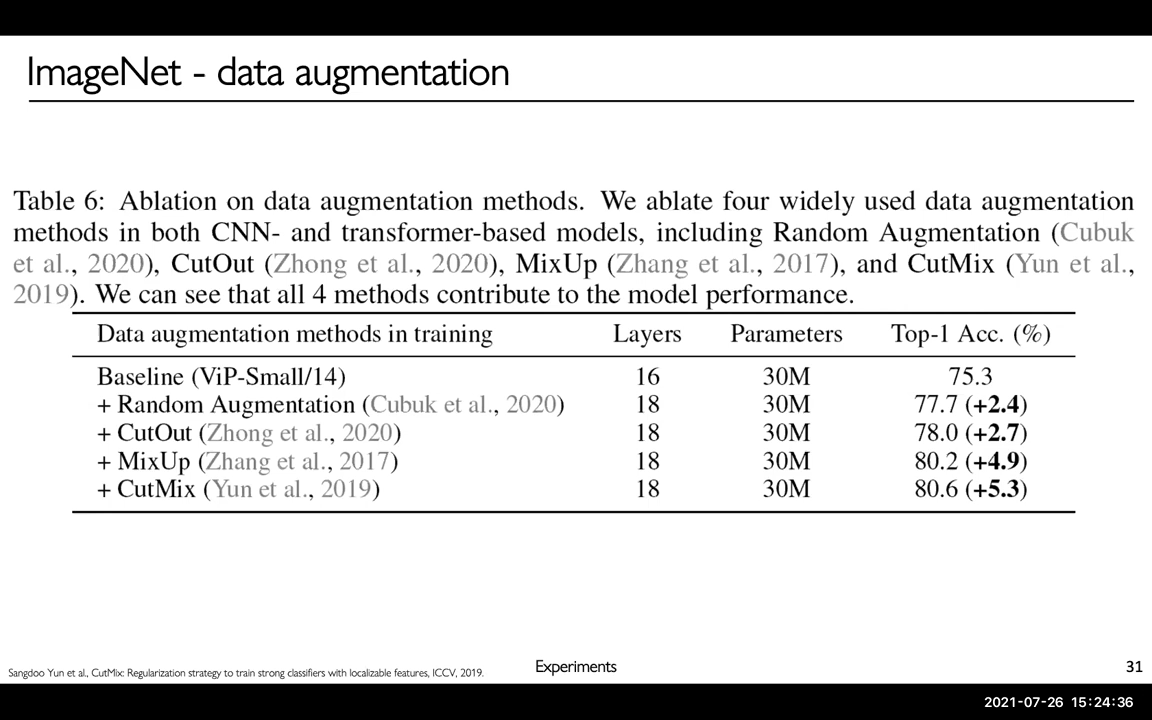 ImageNet - data augmentation
Table 6: Ablation on data augmentation methods. We ablate four widely used data augmentation
methods in both CNN- and transformer-based models, including Random Augmentation (Cubuk
et al., 2020), CutOut (Zhong et al., 2020), MixUp (Zhang et al., 2017), and CutMix (Yun et al.,
2019). We can see that all 4 methods contribute to the model performance.
Data augmentation methods in training Layers Parameters Top-1 Acc. (%)
Baseline (ViP-Small/14) 16 30M 75.3
+ Random Augmentation (Cubuk et al., 2020) 18 30M 77.7 (+2.4)
+ CutOut (Zhong et al., 2020) 18 30M 78.0 (+2.7)
+ MixUp (Zhang et al., 2017) 18 30M 80.2 (+4.9)
+ CutMix (Yun et al., 2019) 18 30M 80.6 (+5.3)
Sangdoo Yun et al., CutMix: Regularization strategy to train strong classifiers with localizable features, ICCV, 2019. Experiments 31
2021-07-26 15:24:36